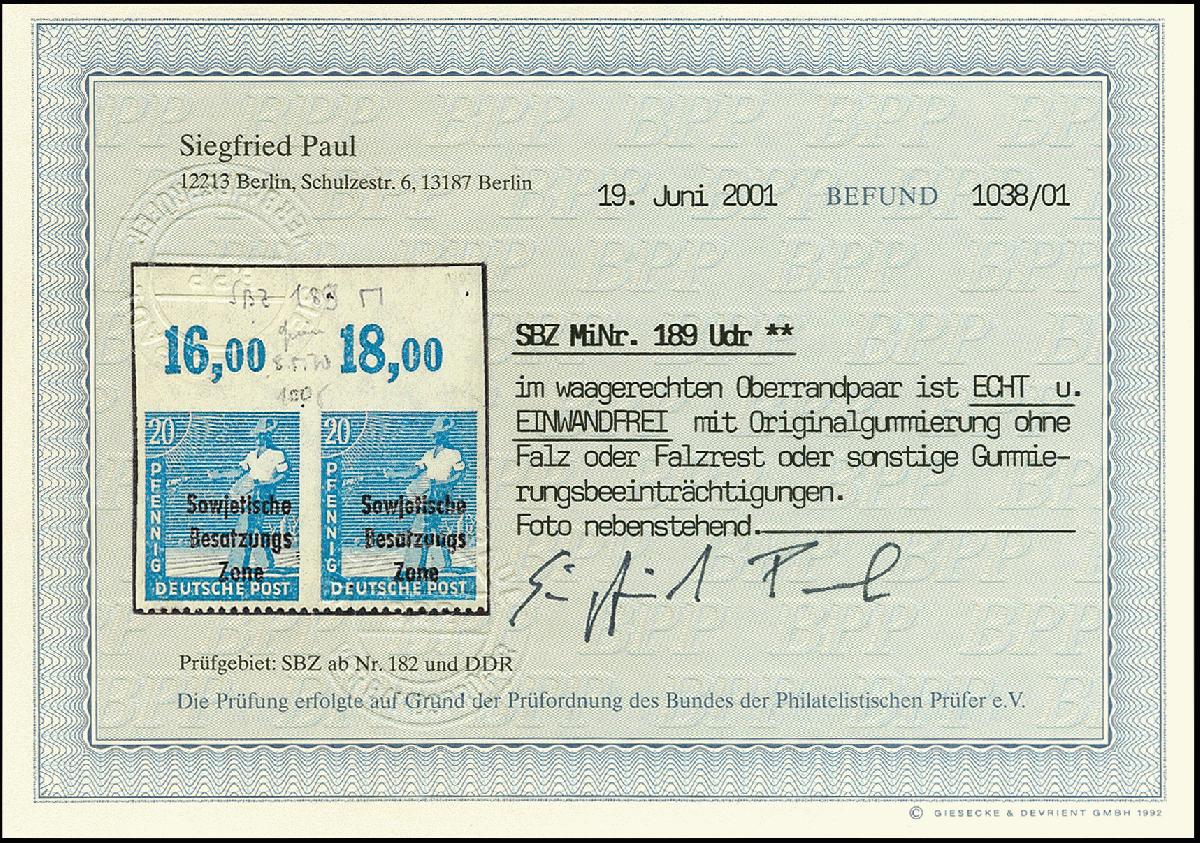 Siegfried Paul
12213 Berlin, Schulzestr. 6, 13187 Berlin
19. Juni 2001 BEFUND 1038/01
SBZ 189
16,00 18,00
20 20
PFENNIG PFENNIG
Sowjetische Sowjetische
Besatzungs Besatzungs
Zone Zone
DEUTSCHE POST DEUTSCHE POST
SBZ MiNr. 189 Udr **
im waagerechten Oberrandpaar ist ECHT u.
EINWANDFREI mit Originalgummierung ohne
Falz oder Falzrest oder sonstige Gummie-
rungsbeeinträchtigungen.
Foto nebenstehend.
Siegfried Paul
Prüfgebiet: SBZ ab Nr. 182 und DDR
Die Prüfung erfolgte auf Grund der Prüfordnung des Bundes der Philatelistischen Prüfer e.V.
© GIESECKE & DEVRIENT GMBH 1992